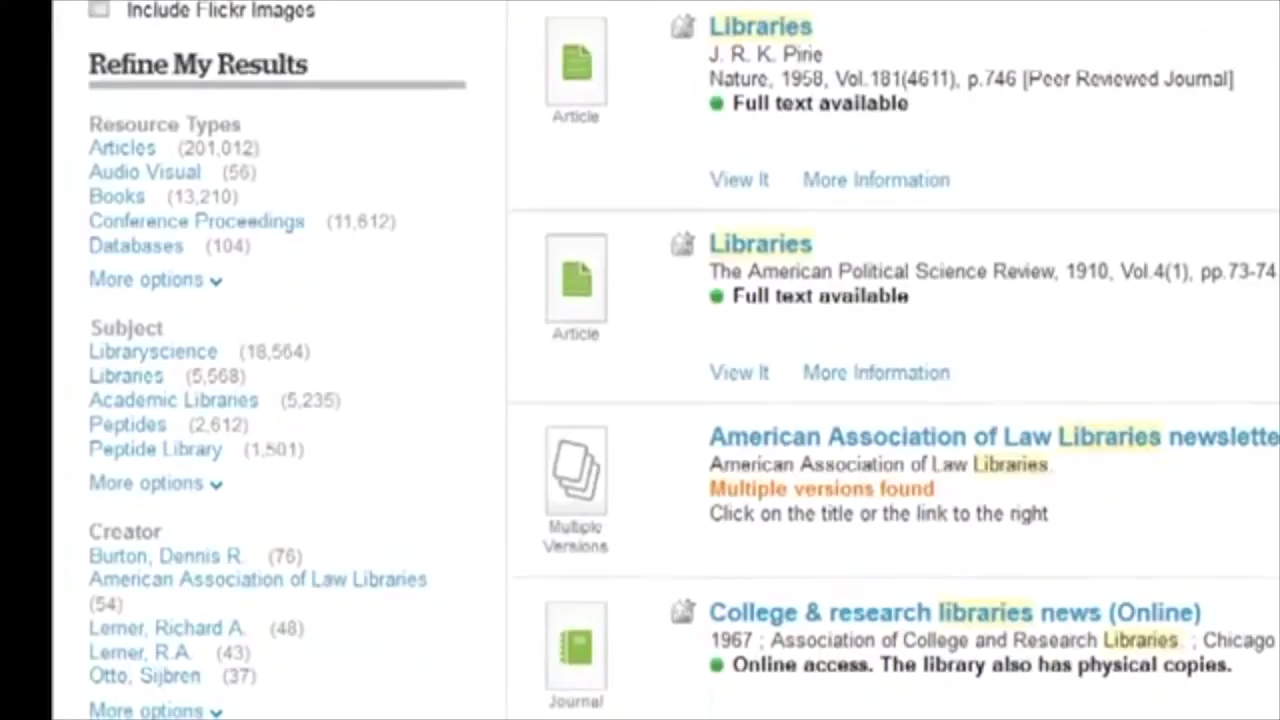 Include Flickr Images
Refine My Results
Resource Types
Articles (201,012)
Audio Visual (56)
Books (13,210)
Conference Proceedings (11,612)
Databases (104)
More options
Subject
Libraryscience (18,564)
Libraries (5,568)
Academic Libraries (5,235)
Peptides (2,612)
Peptide Library (1,501)
More options
Creator
Burton, Dennis R. (76)
American Association of Law Libraries
(54)
Lerner, Richard A. (48)
Lerner, R.A. (43)
Otto, Sijbren (37)
More options
Article
Libraries
J. R. K. Pirie
Nature, 1958, Vol.181(4611), p.746 [Peer Reviewed Journal]
Full text available
View It More Information
Article
Libraries
The American Political Science Review, 1910, Vol.4(1), pp.73-74
Full text available
View It More Information
Multiple
Versions
American Association of Law Libraries newslette
American Association of Law Libraries.
Multiple versions found
Click on the title or the link to the right
Journal
College & research libraries news (Online)
1967 ; Association of College and Research Libraries. ; Chicago
Online access. The library also has physical copies.